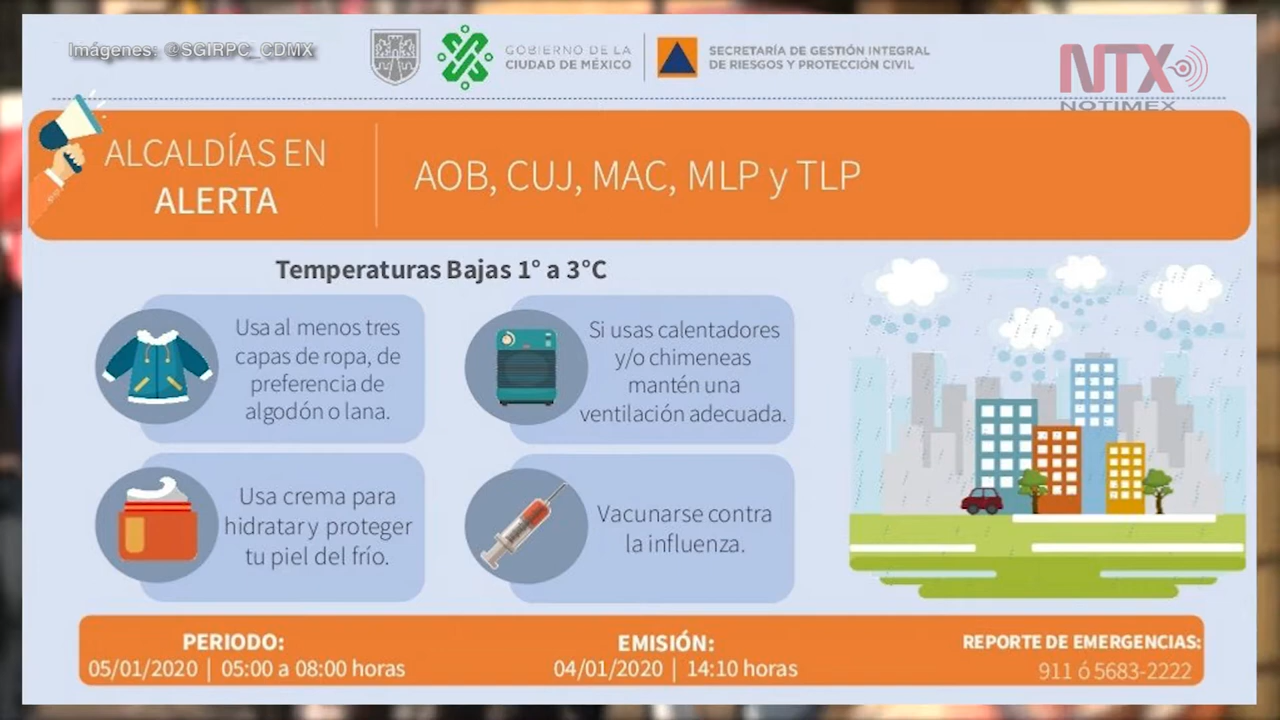 Imágenes: @SGIRPC_CDMX
GOBIERNO DE LA
CIUDAD DE MÉXICO
SECRETARÍA DE GESTIÓN INTEGRAL
DE RIESGOS Y PROTECCIÓN CIVIL
NTX
NOTIMEX
ALCALDÍAS EN
ALERTA
AOB, CUJ, MAC, MLP y TLP
Temperaturas Bajas 1° a 3°C
Usa al menos tres
capas de ropa, de
preferencia de
algodón o lana.
Si usas calentadores
y/o chimeneas
mantén una
ventilación adecuada.
Usa crema para
hidratar y proteger
tu piel del frío.
Vacunarse contra
la influenza.
PERIODO:
05/01/2020 | 05:00 a 08:00 horas
EMISIÓN:
04/01/2020 | 14:10 horas
REPORTE DE EMERGENCIAS:
911 ó 5683-2222